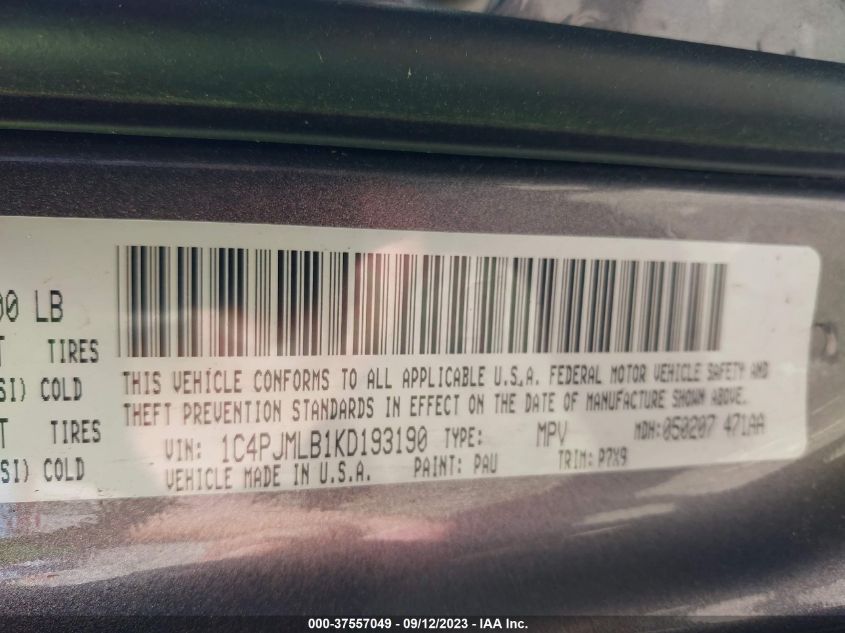 00 LB
TIRES
SI) COLD
TIRES
SI) COLD
THIS VEHICLE CONFORMS TO ALL APPLICABLE U.S.A. FEDERAL MOTOR VEHICLE SAFETY AND
THEFT PREVENTION STANDARDS IN EFFECT ON THE DATE OF MANUFACTURE SHOWN ABOVE.
VIN: 1C4PJMLB1KD193190 TYPE: MPV MDH: 050207 471AA
VEHICLE MADE IN U.S.A. PAINT: PAU TRIM: P7X9
000-37557049 - 09/12/2023 - IAA Inc.